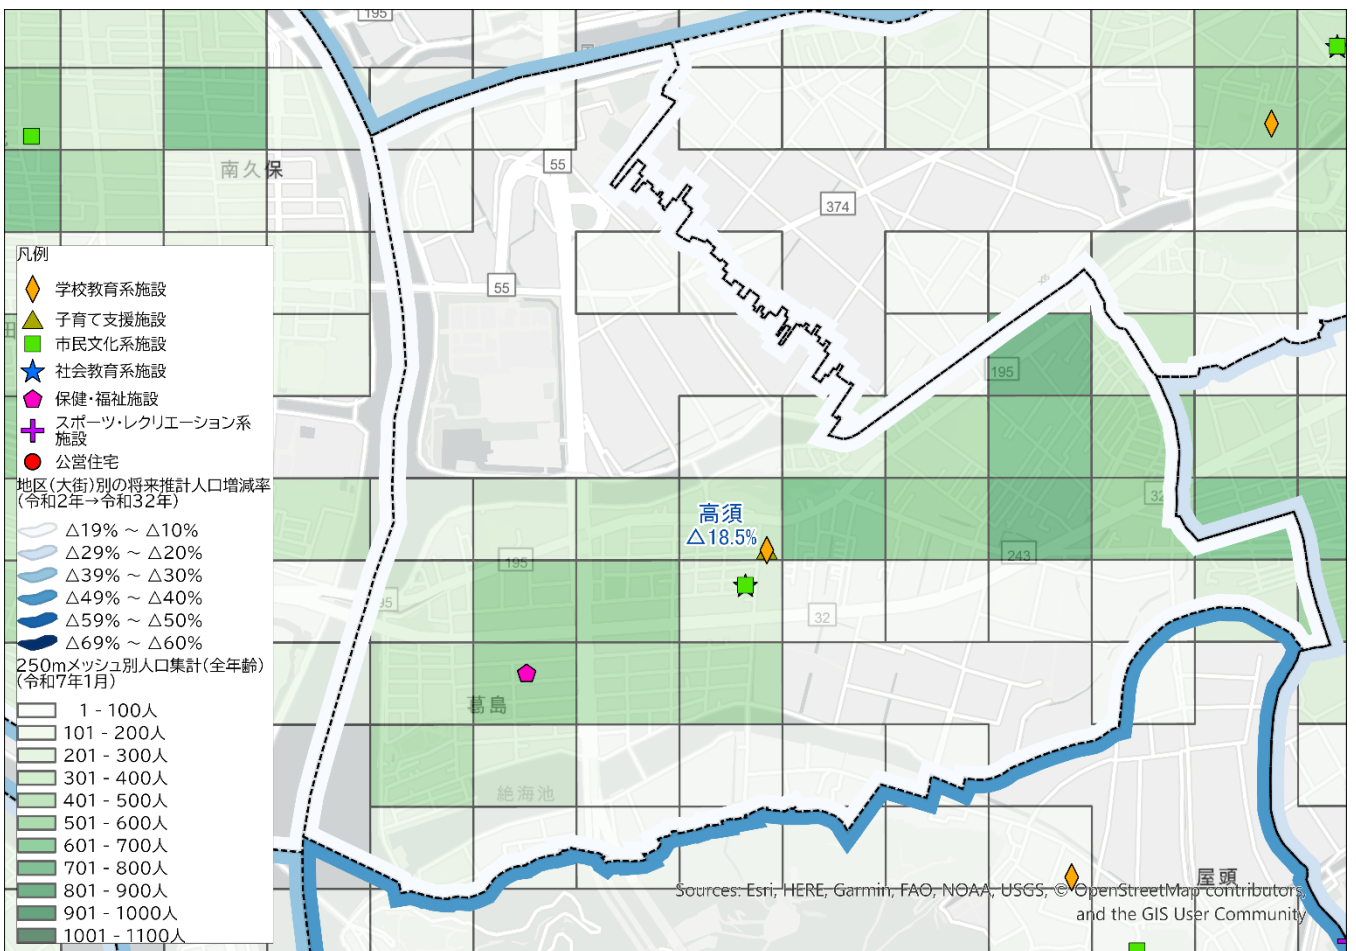 195
南久保
55
374
55
凡例
学校教育系施設
子育て支援施設
市民文化系施設
社会教育系施設
保健・福祉施設
スポーツ・レクリエーション系
施設
公営住宅
地区(大街)別の将来推計人口増減率
(令和2年→令和32年)
△19% ~ △10%
△29% ~ △20%
△39% ~ △30%
△49% ~ △40%
△59% ~ △50%
△69% ~ △60%
250mメッシュ別人口集計(全年齢)
(令和7年1月)
1 - 100人
101 - 200人
201 - 300人
301 - 400人
401 - 500人
501 - 600人
601 - 700人
701 - 800人
801 - 900人
901 - 1000人
1001 - 1100人
195
高須
△18.5%
32
195
243
95
32
葛島
絶海池
屋頭
Sources: Esri, HERE, Garmin, FAO, NOAA, USGS, © OpenStreetMap contributors,
and the GIS User Community